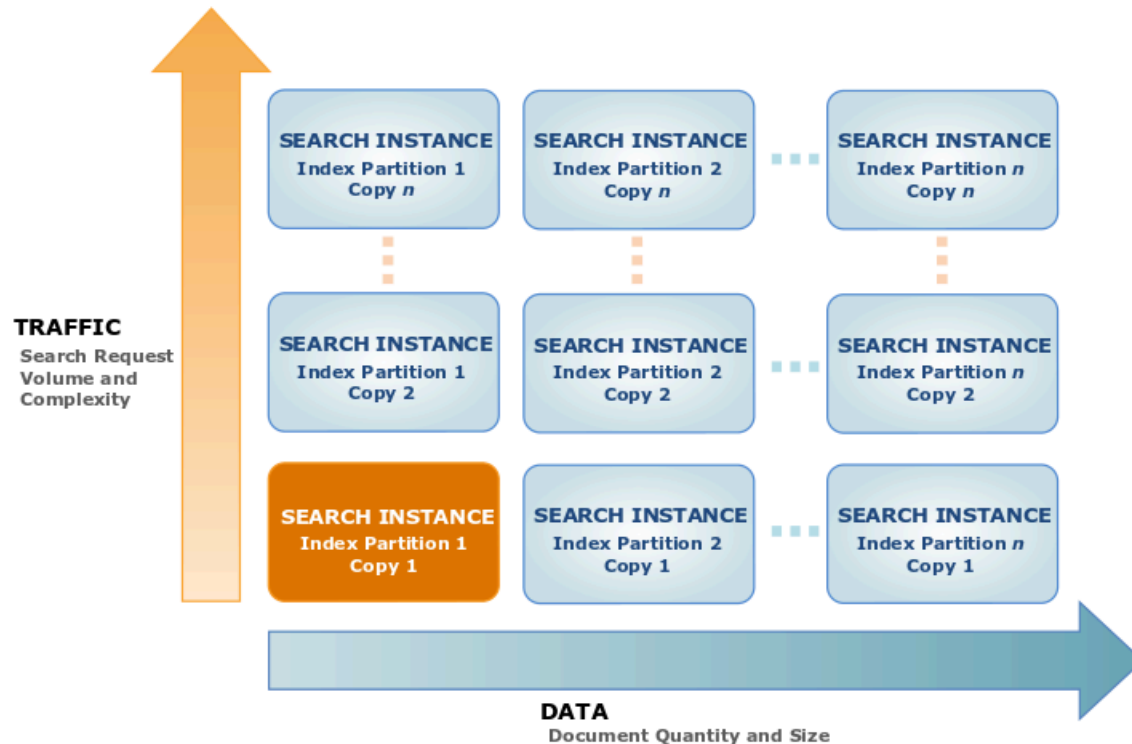 SEARCH INSTANCE
Index Partition 1
Copy n
SEARCH INSTANCE
Index Partition 2
Copy n
SEARCH INSTANCE
Index Partition n
Copy n
TRAFFIC
Search Request
Volume and
Complexity
SEARCH INSTANCE
Index Partition 1
Copy 2
SEARCH INSTANCE
Index Partition 2
Copy 2
SEARCH INSTANCE
Index Partition n
Copy 2
SEARCH INSTANCE
Index Partition 1
Copy 1
SEARCH INSTANCE
Index Partition 2
Copy 1
SEARCH INSTANCE
Index Partition n
Copy 1
DATA
Document Quantity and Size